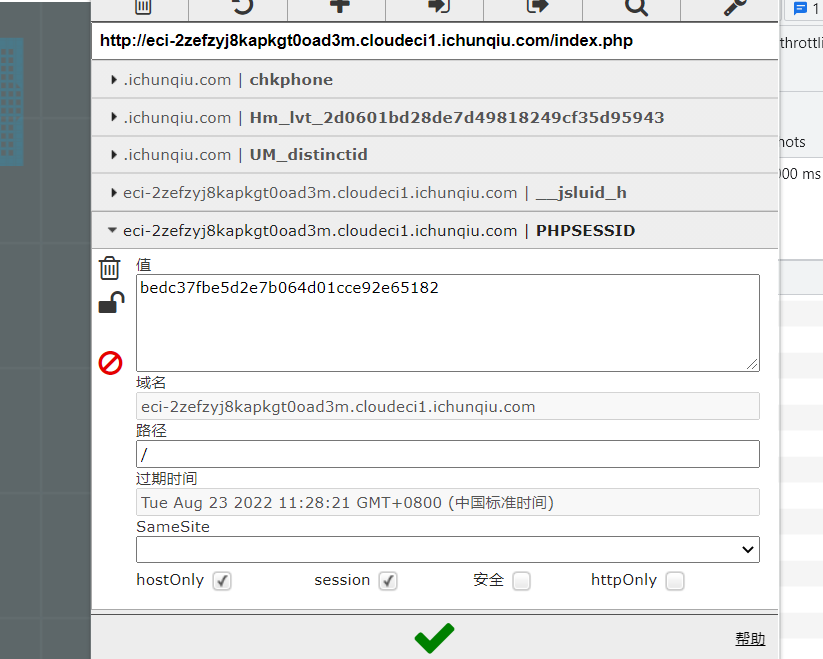 1
http://eci-2zefzyj8kapkgt0oad3m.cloudeci1.ichunqiu.com/index.php
throttli
.ichunqiu.com | chkphone
.ichunqiu.com | Hm_lvt_2d0601bd28de7d49818249cf35d95943
nots
.ichunqiu.com | UM_distinctid
000 ms
eci-2zefzyj8kapkgt0oad3m.cloudeci1.ichunqiu.com | __jsluid_h
eci-2zefzyj8kapkgt0oad3m.cloudeci1.ichunqiu.com | PHPSESSID
值
bedc37fbe5d2e7b064d01cce92e65182
域名
eci-2zefzyj8kapkgt0oad3m.cloudeci1.ichunqiu.com
路径
/
过期时间
Tue Aug 23 2022 11:28:21 GMT+0800 (中国标准时间)
SameSite
hostOnly session 安全 httpOnly
帮助